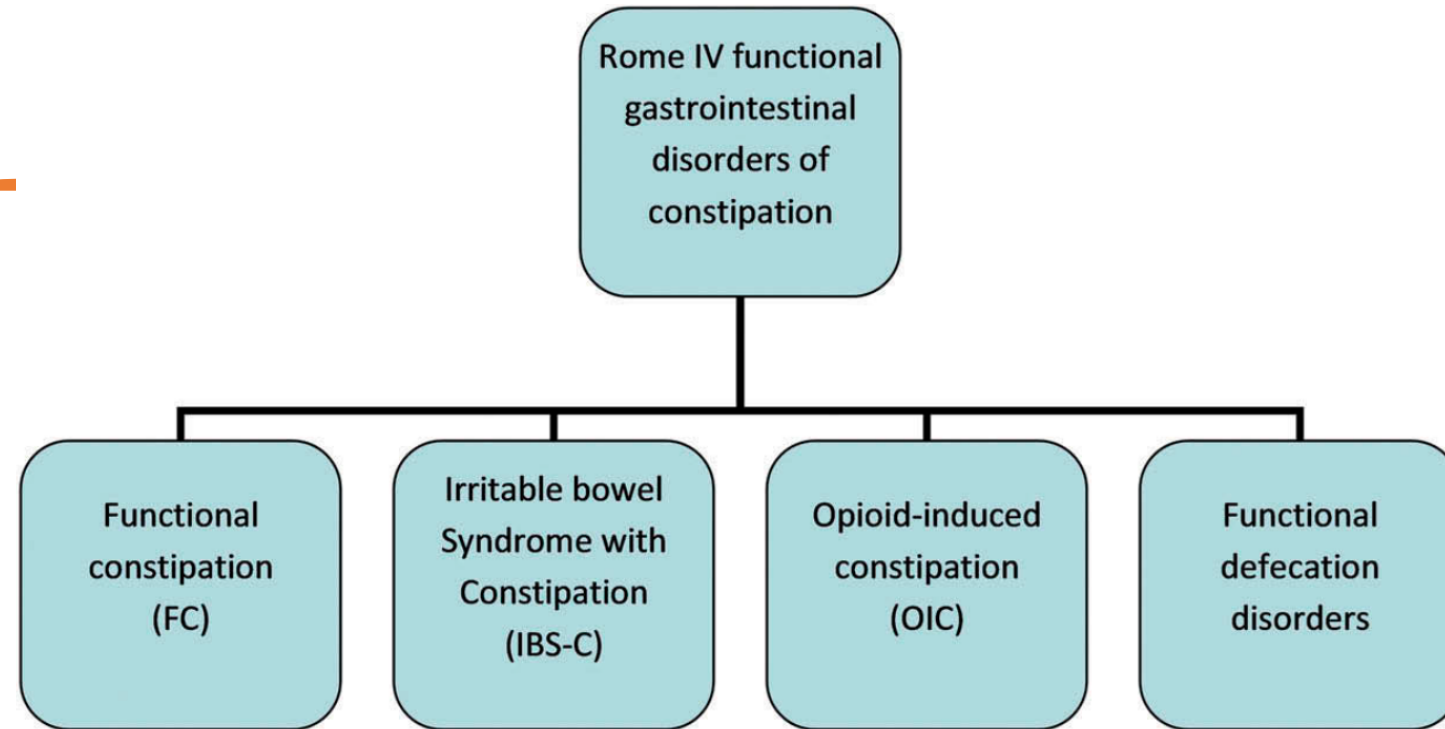 Rome IV functional
gastrointestinal
disorders of
constipation
Functional
constipation
(FC)
Irritable bowel
Syndrome with
Constipation
(IBS-C)
Opioid-induced
constipation
(OIC)
Functional
defecation
disorders